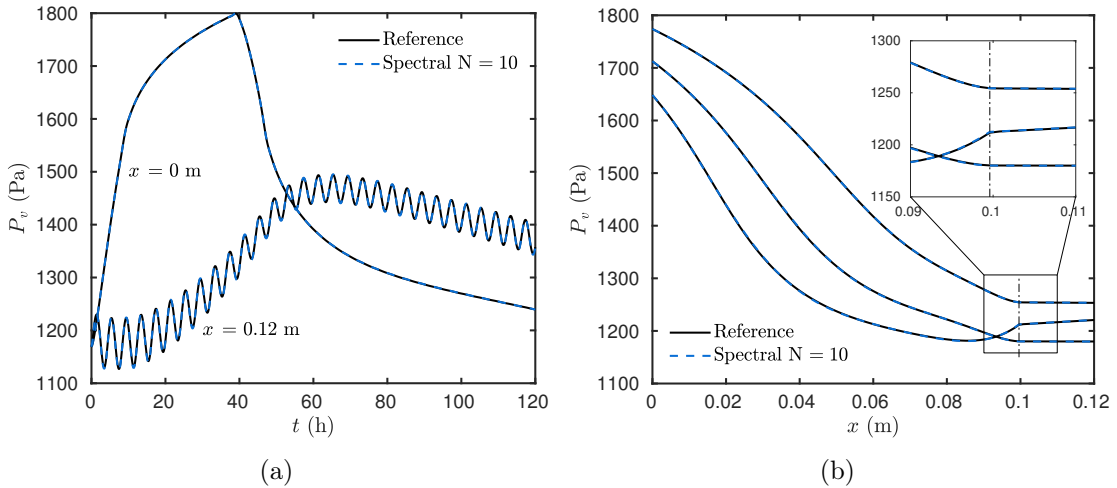 1800
1700
1600
1500
1400
1300
1200
1100
P_v (Pa)
Reference
Spectral N = 10
x = 0 m
x = 0.12 m
0 20 40 60 80 100 120
t (h)
(a)
1800
1700
1600
1500
1400
1300
1200
1100
P_v (Pa)
1300
1250
1200
1150
0.09 0.1 0.11
Reference
Spectral N = 10
0 0.02 0.04 0.06 0.08 0.1 0.12
x (m)
(b)